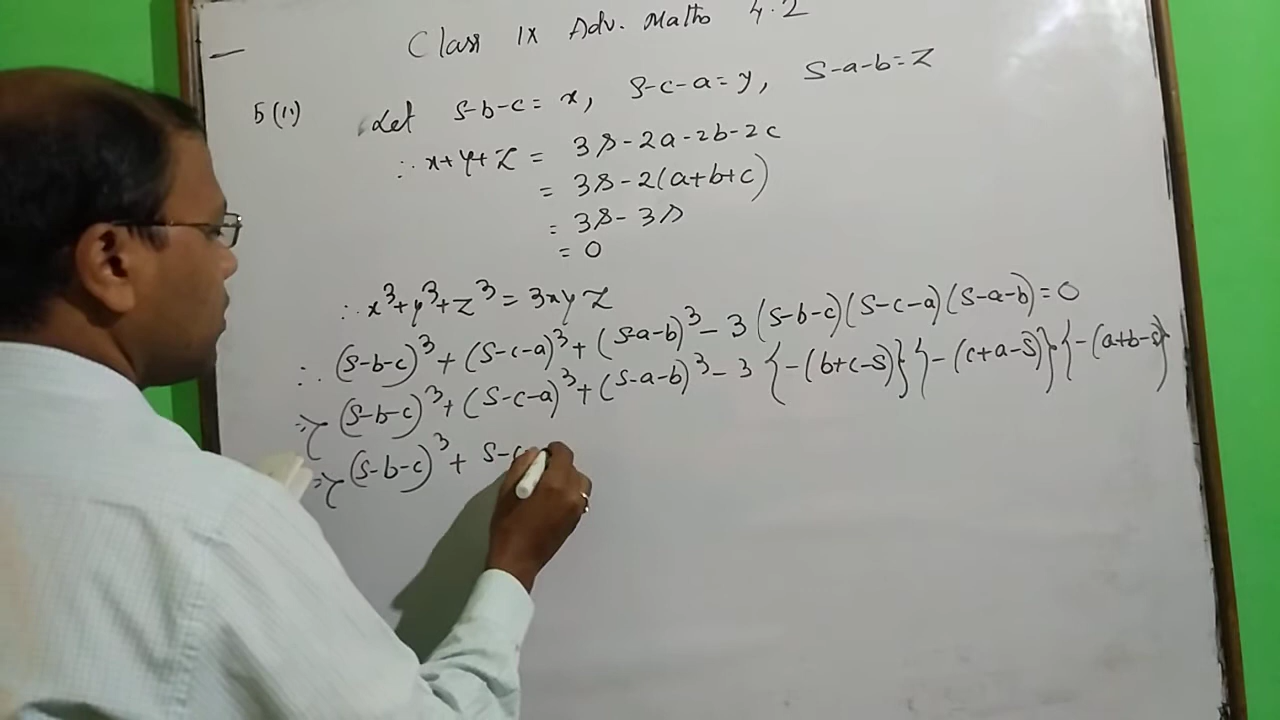 Class IX Adv. Maths 4.2
5(ii) Let S-b-c = x, S-c-a = y, S-a-b = Z
∴ x+y+Z = 3s-2a-2b-2c
= 3s-2(a+b+c)
= 3s-3s
= 0
∴ x³+y³+z³ = 3xyZ
∴ (S-b-c)³+(S-c-a)³+(S-a-b)³-3(S-b-c)(S-c-a)(S-a-b)=0
⇒ (S-b-c)³+(S-c-a)³+(S-a-b)³-3{-(b+c-s)}{-(c+a-s)}{-(a+b-s)}
⇒ (S-b-c)³+ S-c